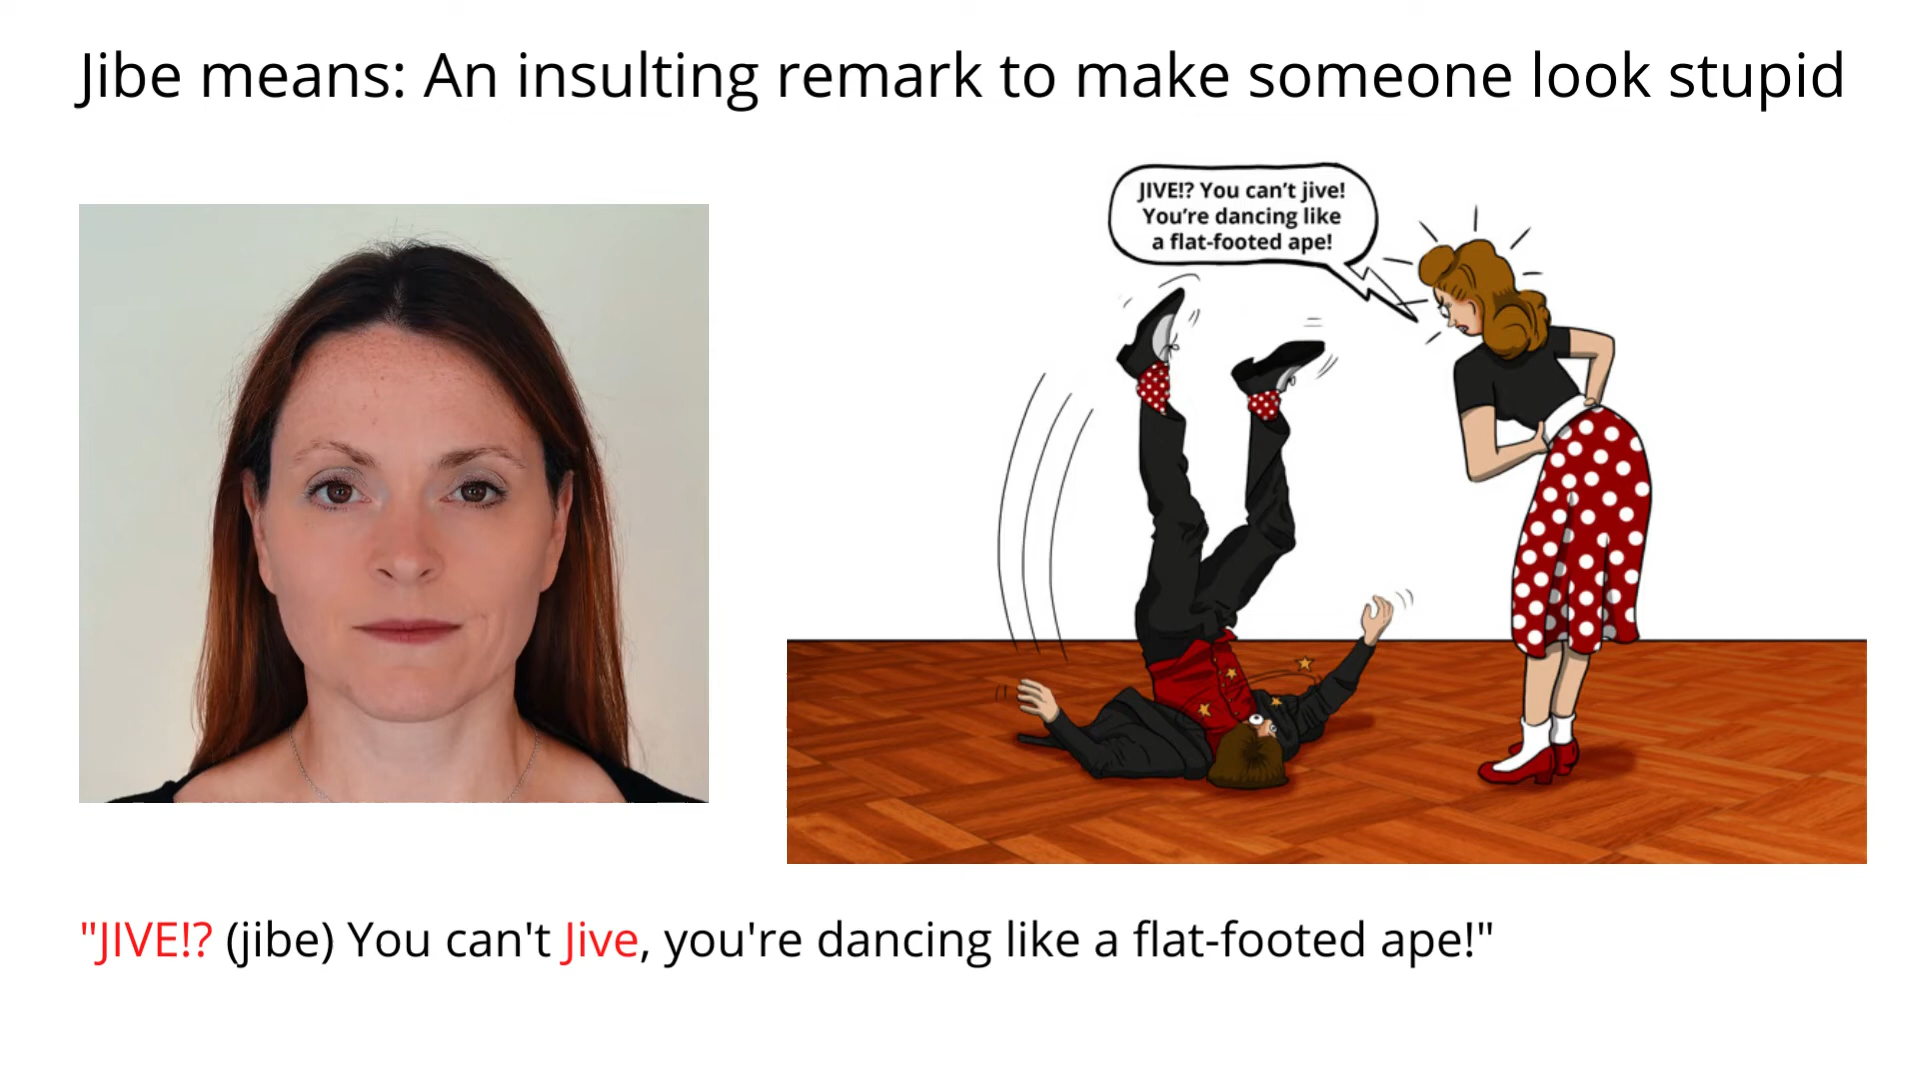 Jibe means: An insulting remark to make someone look stupid
JIVE!? You can’t jive!
You’re dancing like
a flat-footed ape!
"JIVE!? (jibe) You can't Jive, you're dancing like a flat-footed ape!"